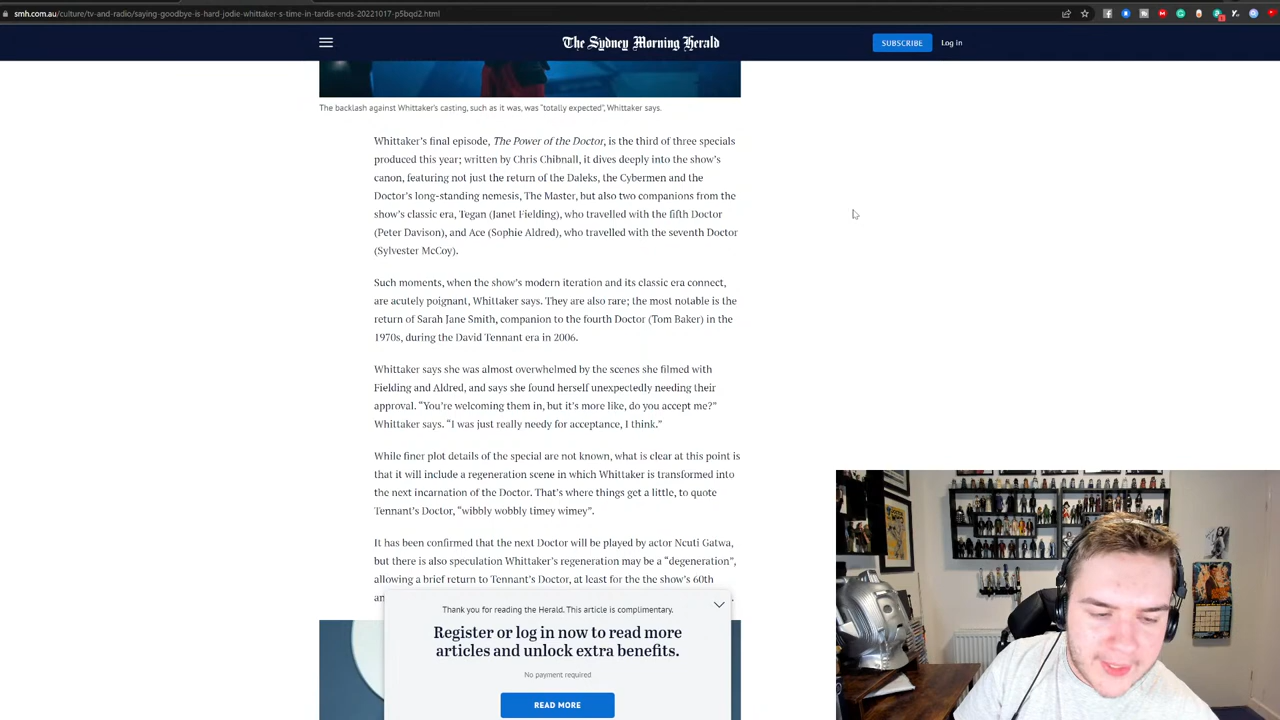 smh.com.au/culture/tv-and-radio/saying-goodbye-is-hard-jodie-whittaker-s-time-in-tardis-ends-20221017-p5bqd2.html
The Sydney Morning Herald
SUBSCRIBE
Log in
The backlash against Whittaker's casting, such as it was, was "totally expected", Whittaker says.
Whittaker's final episode, The Power of the Doctor, is the third of three specials
produced this year; written by Chris Chibnall, it dives deeply into the show's
canon, featuring not just the return of the Daleks, the Cybermen and the
Doctor's long-standing nemesis, The Master, but also two companions from the
show's classic era, Tegan (Janet Fielding), who travelled with the fifth Doctor
(Peter Davison), and Ace (Sophie Aldred), who travelled with the seventh Doctor
(Sylvester McCoy).
Such moments, when the show's modern iteration and its classic era connect,
are acutely poignant, Whittaker says. They are also rare; the most notable is the
return of Sarah Jane Smith, companion to the fourth Doctor (Tom Baker) in the
1970s, during the David Tennant era in 2006.
Whittaker says she was almost overwhelmed by the scenes she filmed with
Fielding and Aldred, and says she found herself unexpectedly needing their
approval. "You're welcoming them in, but it's more like, do you accept me?"
Whittaker says. "I was just really needy for acceptance, I think."
While finer plot details of the special are not known, what is clear at this point is
that it will include a regeneration scene in which Whittaker is transformed into
the next incarnation of the Doctor. That's where things get a little, to quote
Tennant's Doctor, "wibbly wobbly timey wimey".
It has been confirmed that the next Doctor will be played by actor Ncuti Gatwa,
but there is also speculation Whittaker's regeneration may be a "degeneration",
allowing a brief return to Tennant's Doctor, at least for the the show's 60th
Thank you for reading the Herald. This article is complimentary.
Register or log in now to read more
articles and unlock extra benefits.
No payment required
READ MORE